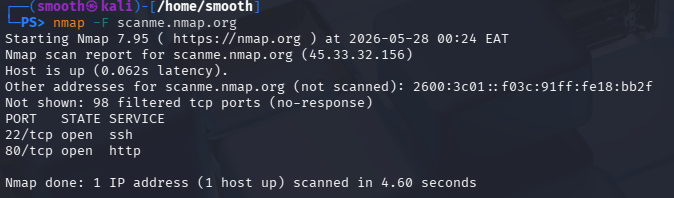 ┌──(smooth㉿kali)-[/home/smooth]
└─PS> nmap -F scanme.nmap.org
Starting Nmap 7.95 ( https://nmap.org ) at 2026-05-28 00:24 EAT
Nmap scan report for scanme.nmap.org (45.33.32.156)
Host is up (0.062s latency).
Other addresses for scanme.nmap.org (not scanned): 2600:3c01::f03c:91ff:fe18:bb2f
Not shown: 98 filtered tcp ports (no-response)
PORT   STATE SERVICE
22/tcp open  ssh
80/tcp open  http

Nmap done: 1 IP address (1 host up) scanned in 4.60 seconds